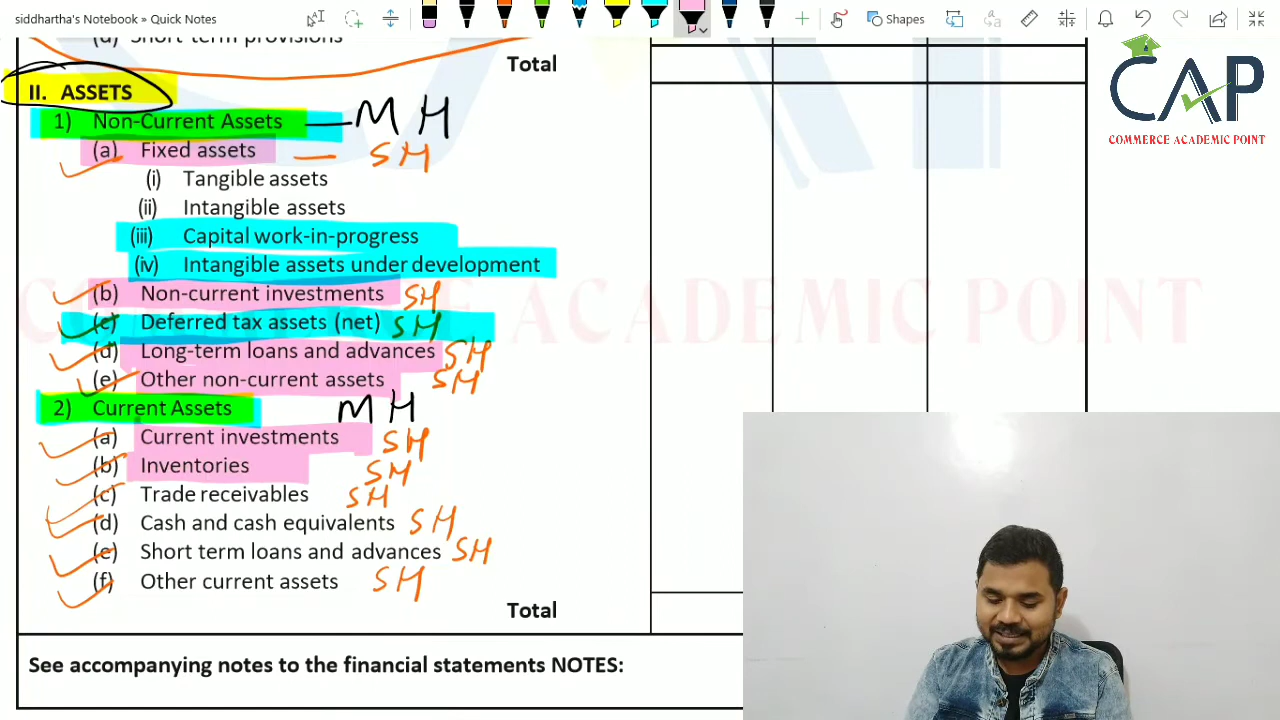 siddhartha's Notebook » Quick Notes
Shapes
(d) Short term provisions
Total
II. ASSETS
1) Non-Current Assets — M H
(a) Fixed assets — SM
(i) Tangible assets
(ii) Intangible assets
(iii) Capital work-in-progress
(iv) Intangible assets under development
(b) Non-current investments SH
(c) Deferred tax assets (net) SH
(d) Long-term loans and advances SH
(e) Other non-current assets SH
2) Current Assets M H
(a) Current investments SH
(b) Inventories SH
(c) Trade receivables SH
(d) Cash and cash equivalents SH
(e) Short term loans and advances SH
(f) Other current assets SH
Total
See accompanying notes to the financial statements NOTES:
CAP
COMMERCE ACADEMIC POINT
COMMERCE ACADEMIC POINT